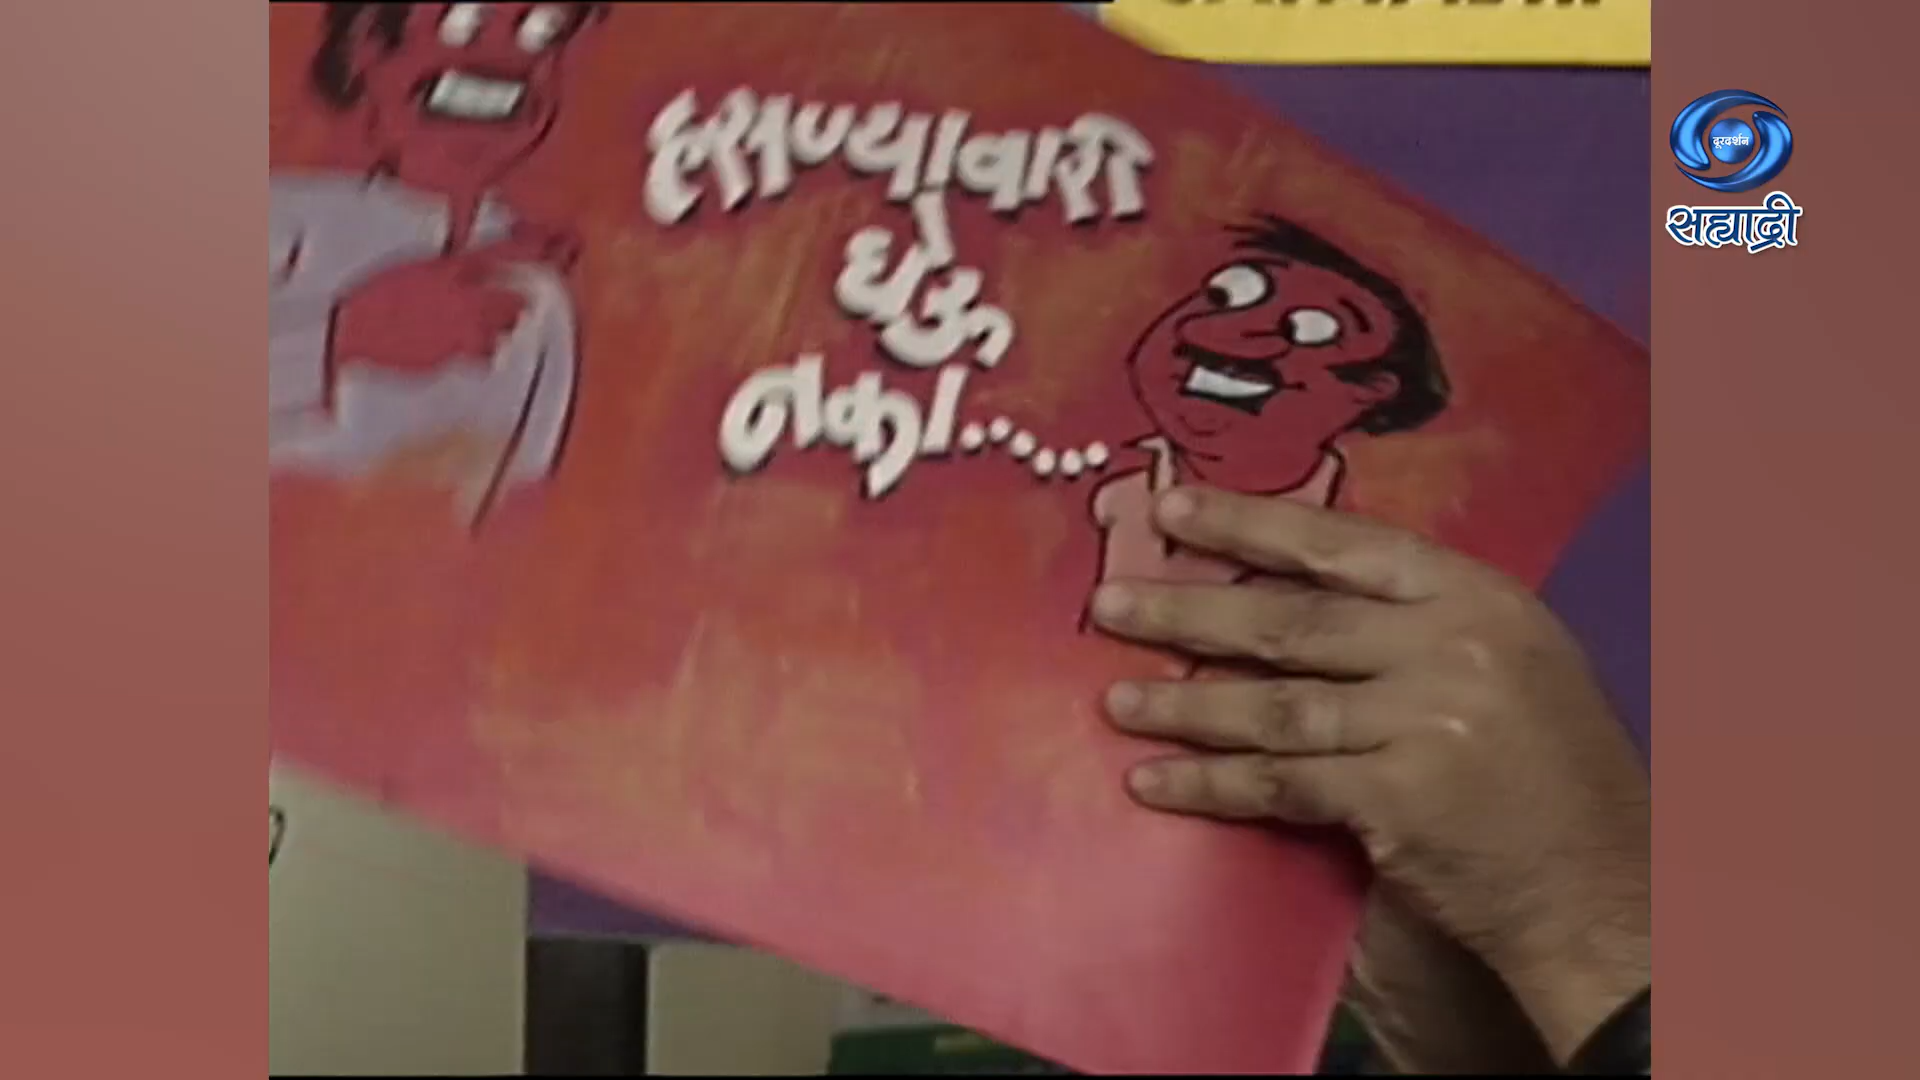 हसण्यावारी
घेऊ
नका......
दूरदर्शन
सह्याद्री